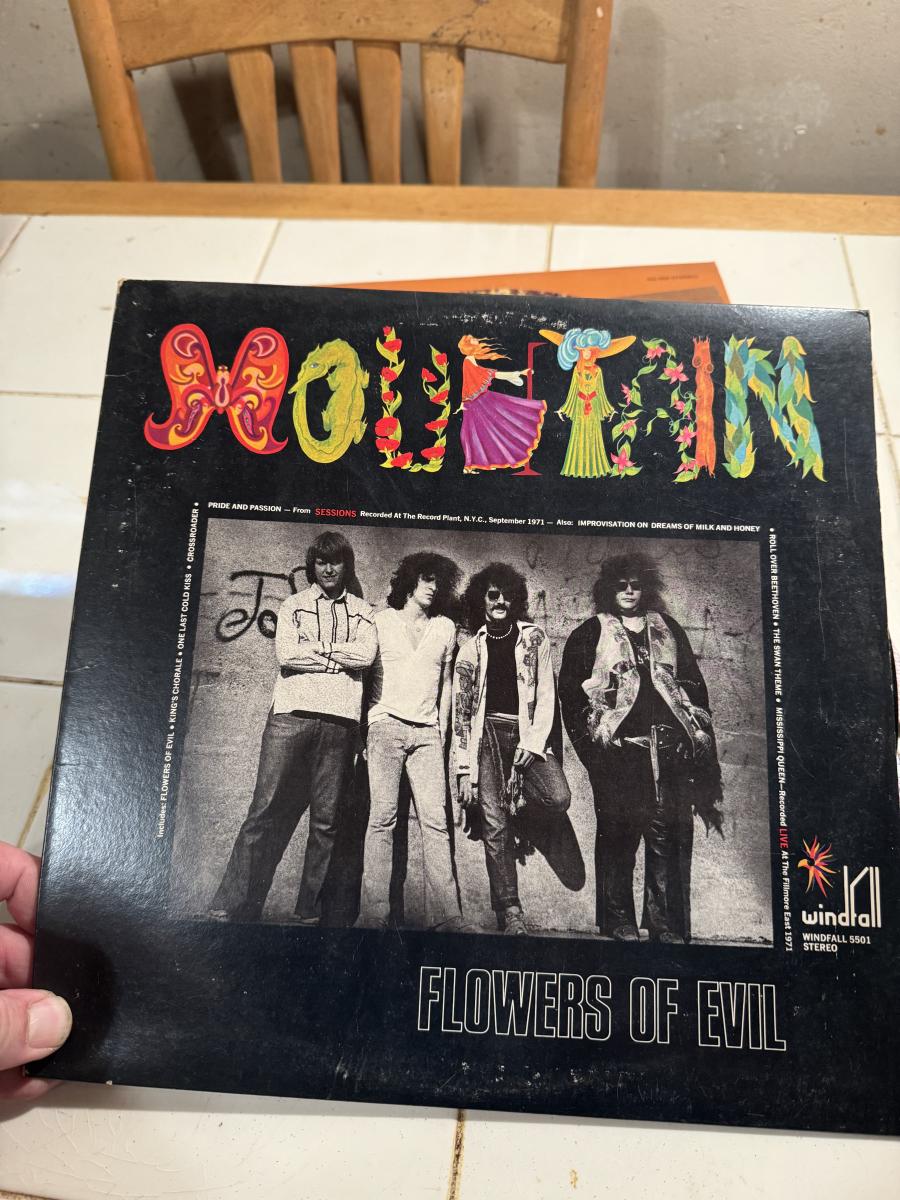 MOUNTAIN
PRIDE AND PASSION — From SESSIONS Recorded At The Record Plant, N.Y.C., September 1971 — Also: IMPROVISATION ON DREAMS OF MILK AND HONEY
Includes: FLOWERS OF EVIL • KING'S CHORALE • ONE LAST COLD KISS • CROSSROADER •
• ROLL OVER BEETHOVEN • THE SWAN THEME • MISSISSIPPI QUEEN—Recorded LIVE At The Fillmore East 1971
windfall
WINDFALL 5501
STEREO
FLOWERS OF EVIL